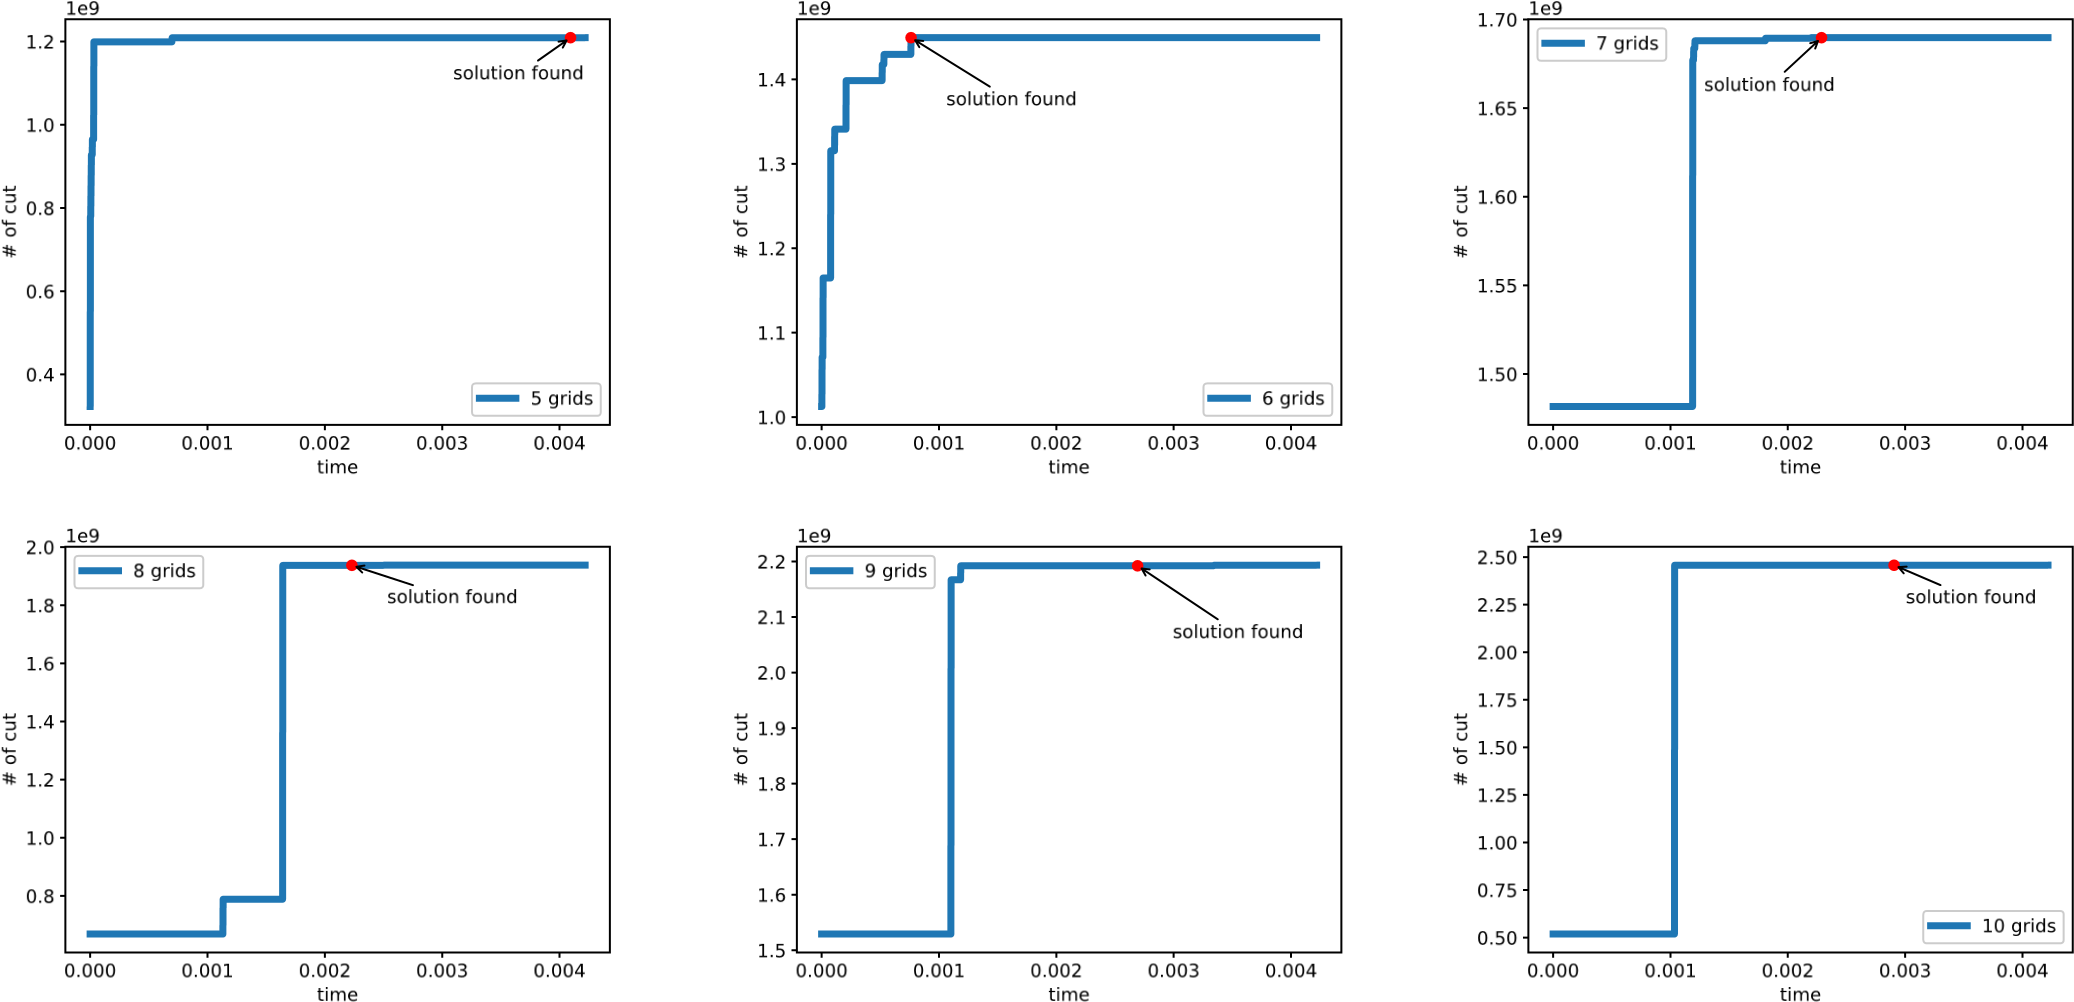 1e9
1.2
1.0
0.8
0.6
0.4
# of cut
solution found
5 grids
0.000 0.001 0.002 0.003 0.004
time
1e9
1.4
1.3
1.2
1.1
1.0
# of cut
solution found
6 grids
0.000 0.001 0.002 0.003 0.004
time
1e9
1.70
1.65
1.60
1.55
1.50
# of cut
7 grids
solution found
0.000 0.001 0.002 0.003 0.004
time
1e9
2.0
1.8
1.6
1.4
1.2
1.0
0.8
# of cut
8 grids
solution found
0.000 0.001 0.002 0.003 0.004
time
1e9
2.2
2.1
2.0
1.9
1.8
1.7
1.6
1.5
# of cut
9 grids
solution found
0.000 0.001 0.002 0.003 0.004
time
1e9
2.50
2.25
2.00
1.75
1.50
1.25
1.00
0.75
0.50
# of cut
solution found
10 grids
0.000 0.001 0.002 0.003 0.004
time